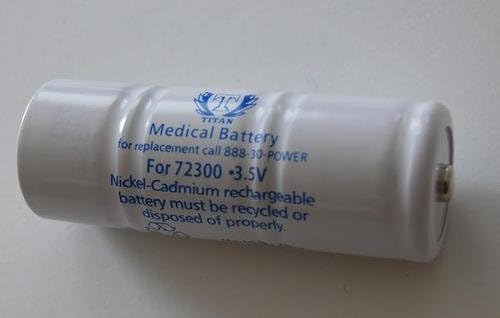 T
TITAN
Medical Battery
for replacement call 888-30-POWER
For 72300 •3.5V
Nickel-Cadmium rechargeable
battery must be recycled or
disposed of properly.